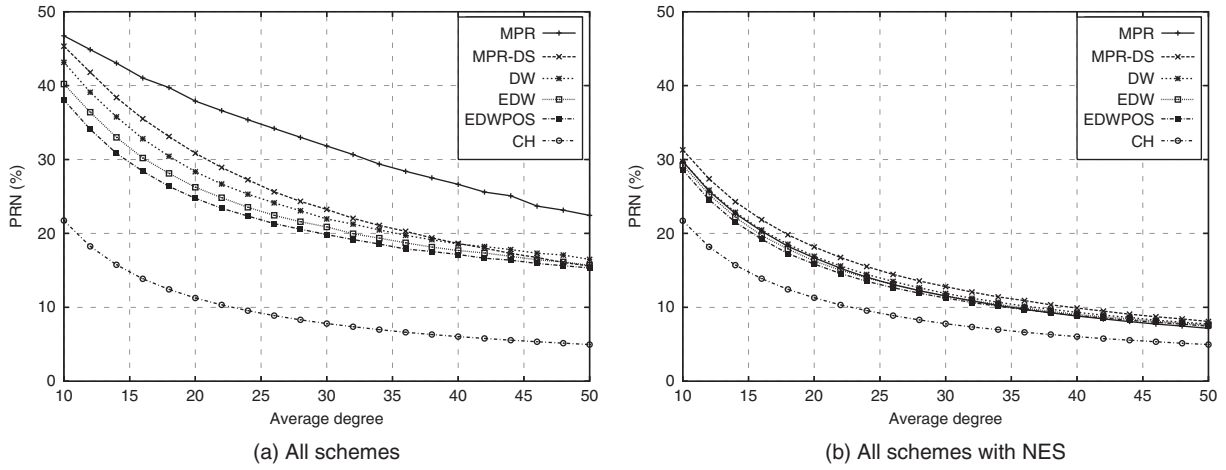 50
40
30
20
10
0
PRN (%)
10 15 20 25 30 35 40 45 50
Average degree
MPR
MPR-DS
DW
EDW
EDWPOS
CH
(a) All schemes
50
40
30
20
10
0
PRN (%)
10 15 20 25 30 35 40 45 50
Average degree
MPR
MPR-DS
DW
EDW
EDWPOS
CH
(b) All schemes with NES